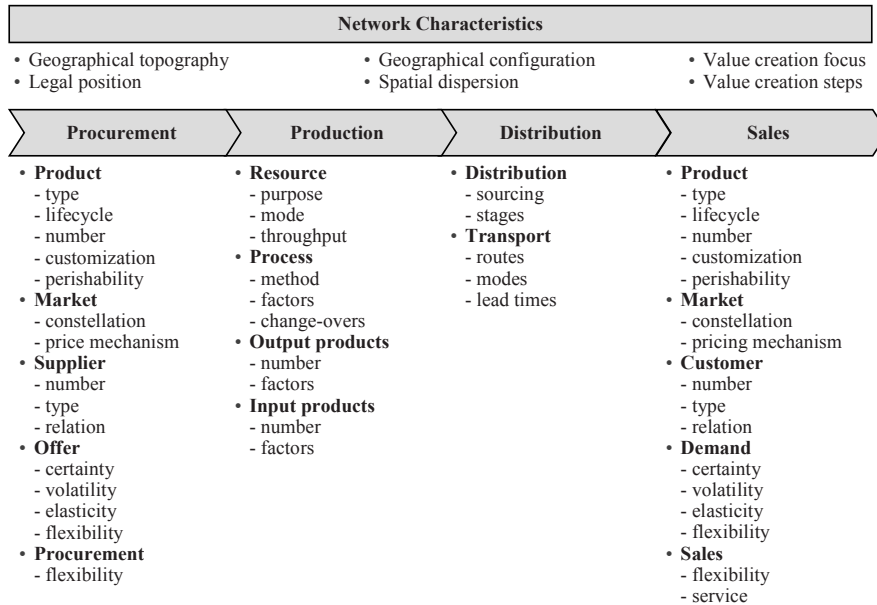 Network Characteristics
• Geographical topography
• Legal position
• Geographical configuration
• Spatial dispersion
• Value creation focus
• Value creation steps
Procurement
• Product
- type
- lifecycle
- number
- customization
- perishability
• Market
- constellation
- price mechanism
• Supplier
- number
- type
- relation
• Offer
- certainty
- volatility
- elasticity
- flexibility
• Procurement
- flexibility
Production
• Resource
- purpose
- mode
- throughput
• Process
- method
- factors
- change-overs
• Output products
- number
- factors
• Input products
- number
- factors
Distribution
• Distribution
- sourcing
- stages
• Transport
- routes
- modes
- lead times
Sales
• Product
- type
- lifecycle
- number
- customization
- perishability
• Market
- constellation
- pricing mechanism
• Customer
- number
- type
- relation
• Demand
- certainty
- volatility
- elasticity
- flexibility
• Sales
- flexibility
- service